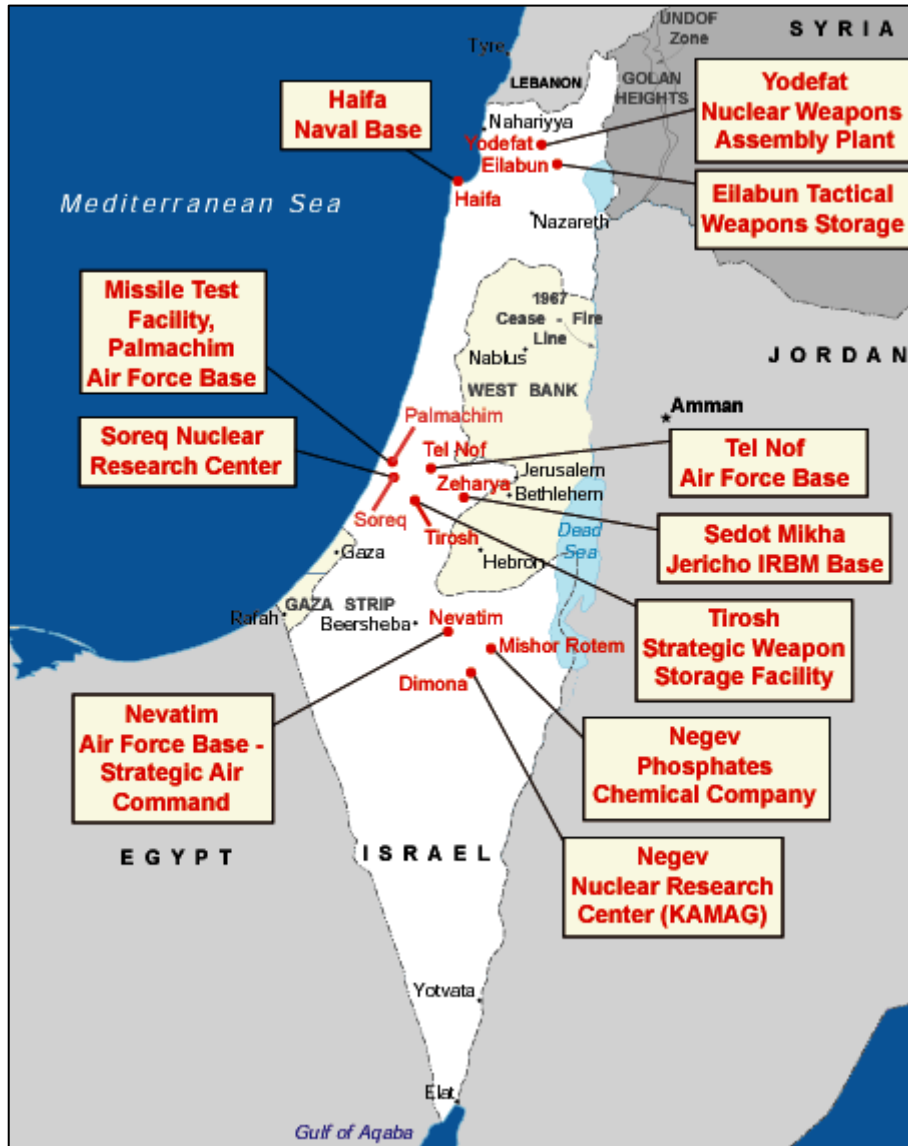 UNDOF
Zone
SYRIA
Tyre
LEBANON
GOLAN
HEIGHTS
Haifa
Naval Base
Yodefat
Nuclear Weapons
Assembly Plant
Nahariyya
Yodefat
Eilabun
Haifa
Mediterranean Sea
Nazareth
Eilabun Tactical
Weapons Storage
Missile Test
Facility,
Palmachim
Air Force Base
1967
Cease - Fire
Line
Nablus
JORDAN
WEST BANK
Amman
Palmachim
Soreq Nuclear
Research Center
Tel Nof
Tel Nof
Air Force Base
Jerusalem
Zeharya
Bethlehem
Soreq
Tirosh
Dead
Sea
Sedot Mikha
Jericho IRBM Base
Gaza
Hebron
GAZA STRIP
Rafah
Beersheba
Nevatim
Mishor Rotem
Dimona
Tirosh
Strategic Weapon
Storage Facility
Nevatim
Air Force Base -
Strategic Air
Command
Negev
Phosphates
Chemical Company
EGYPT
ISRAEL
Negev
Nuclear Research
Center (KAMAG)
Yotvata
Elat
Gulf of Aqaba